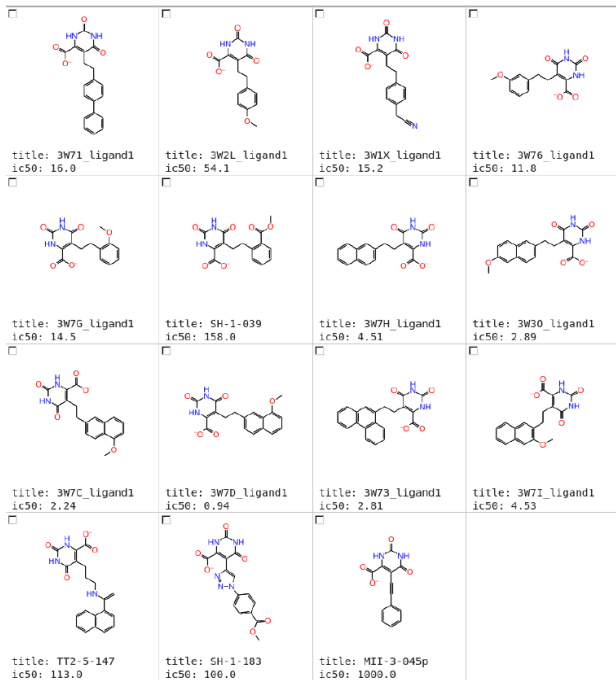 title: 3W71_ligand1
ic50: 16.0
title: 3W2L_ligand1
ic50: 54.1
title: 3W1X_ligand1
ic50: 15.2
title: 3W76_ligand1
ic50: 11.8
title: 3W7G_ligand1
ic50: 14.5
title: SH-1-039
ic50: 158.0
title: 3W7H_ligand1
ic50: 4.51
title: 3W3O_ligand1
ic50: 2.89
title: 3W7C_ligand1
ic50: 2.24
title: 3W7D_ligand1
ic50: 0.94
title: 3W73_ligand1
ic50: 2.81
title: 3W7I_ligand1
ic50: 4.53
title: TT2-5-147
ic50: 113.0
title: SH-1-183
ic50: 100.0
title: MII-3-045p
ic50: 1000.0